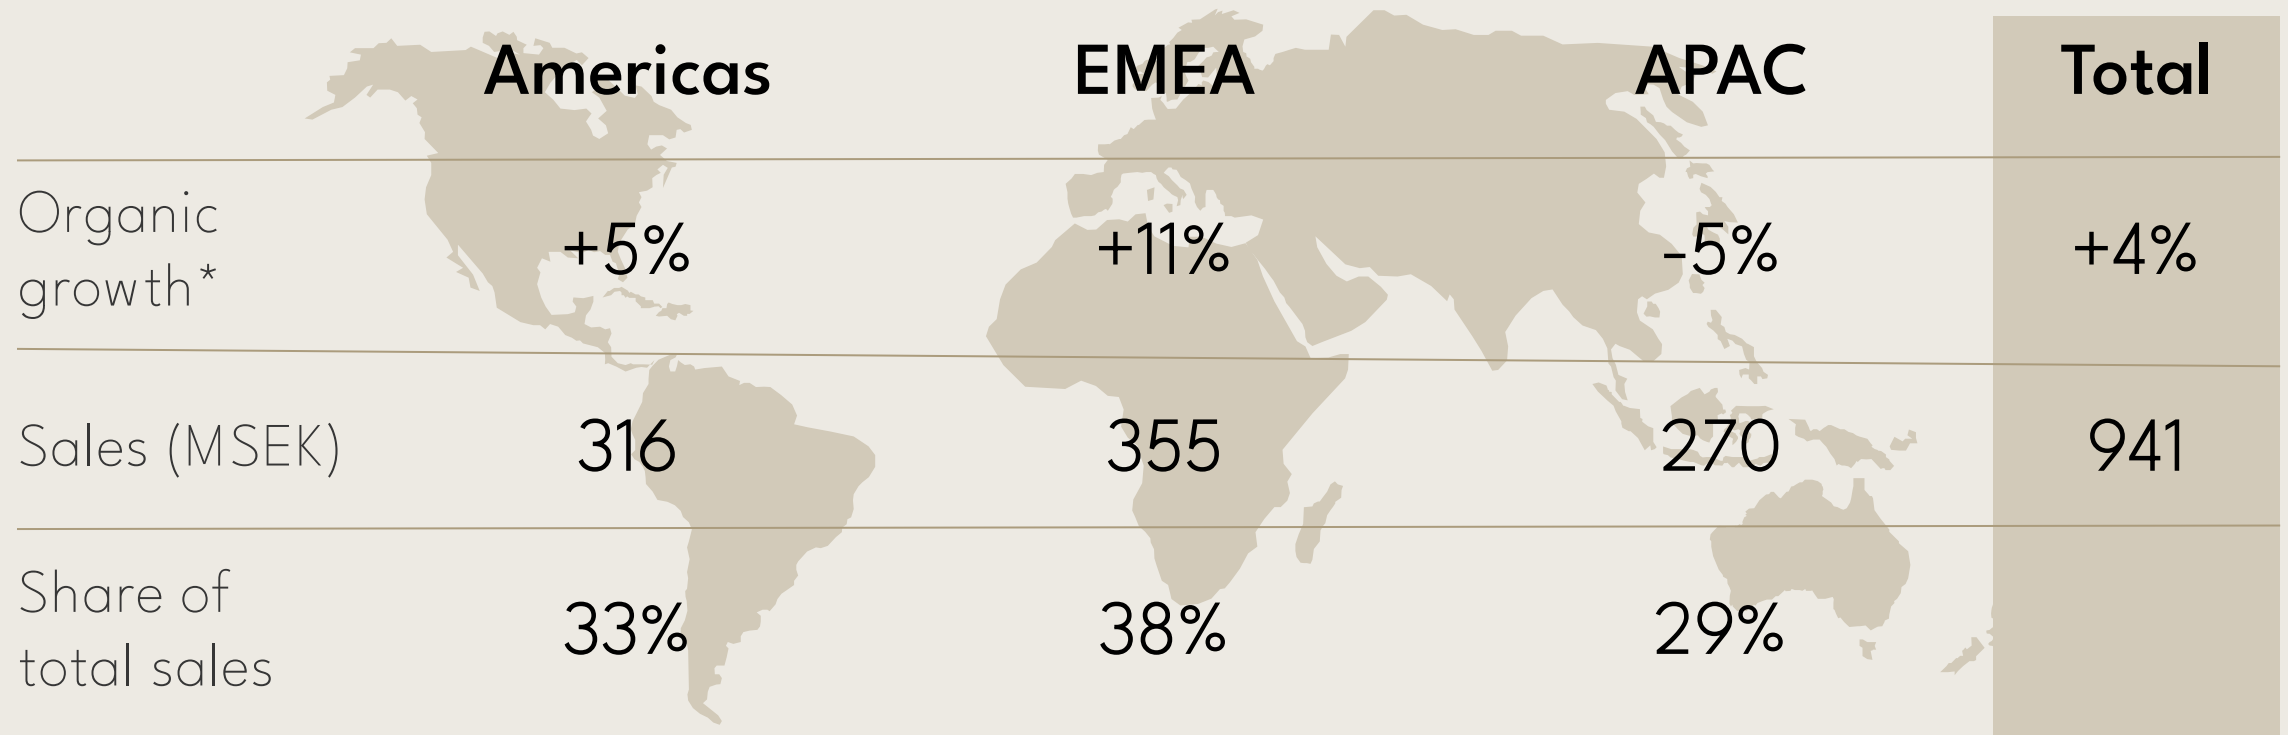 Americas EMEA APAC Total
Organic
growth*
+5% +11% -5% +4%
Sales (MSEK) 316 355 270 941
Share of
total sales
33% 38% 29%